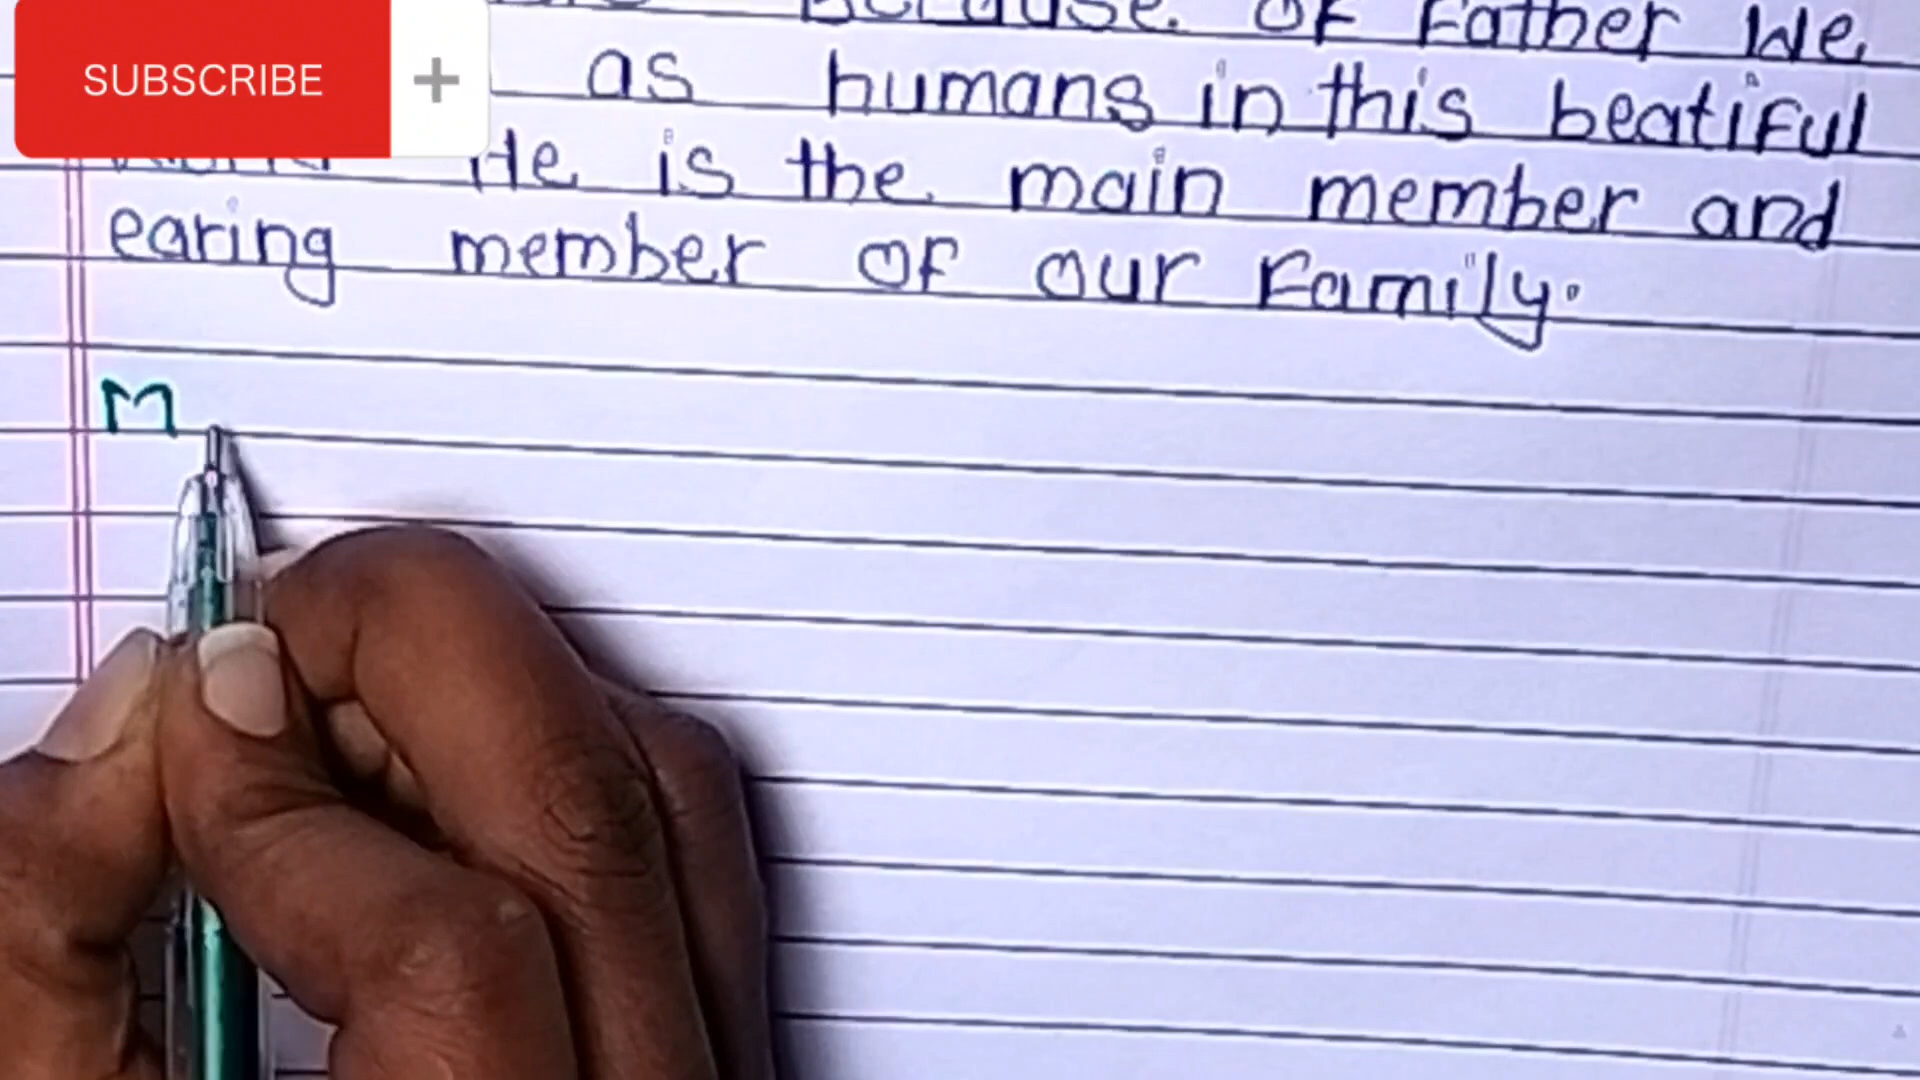 Because of Father We
SUBSCRIBE +
as humans in this beatiful
He is the main member and
earing member of our Family.
M